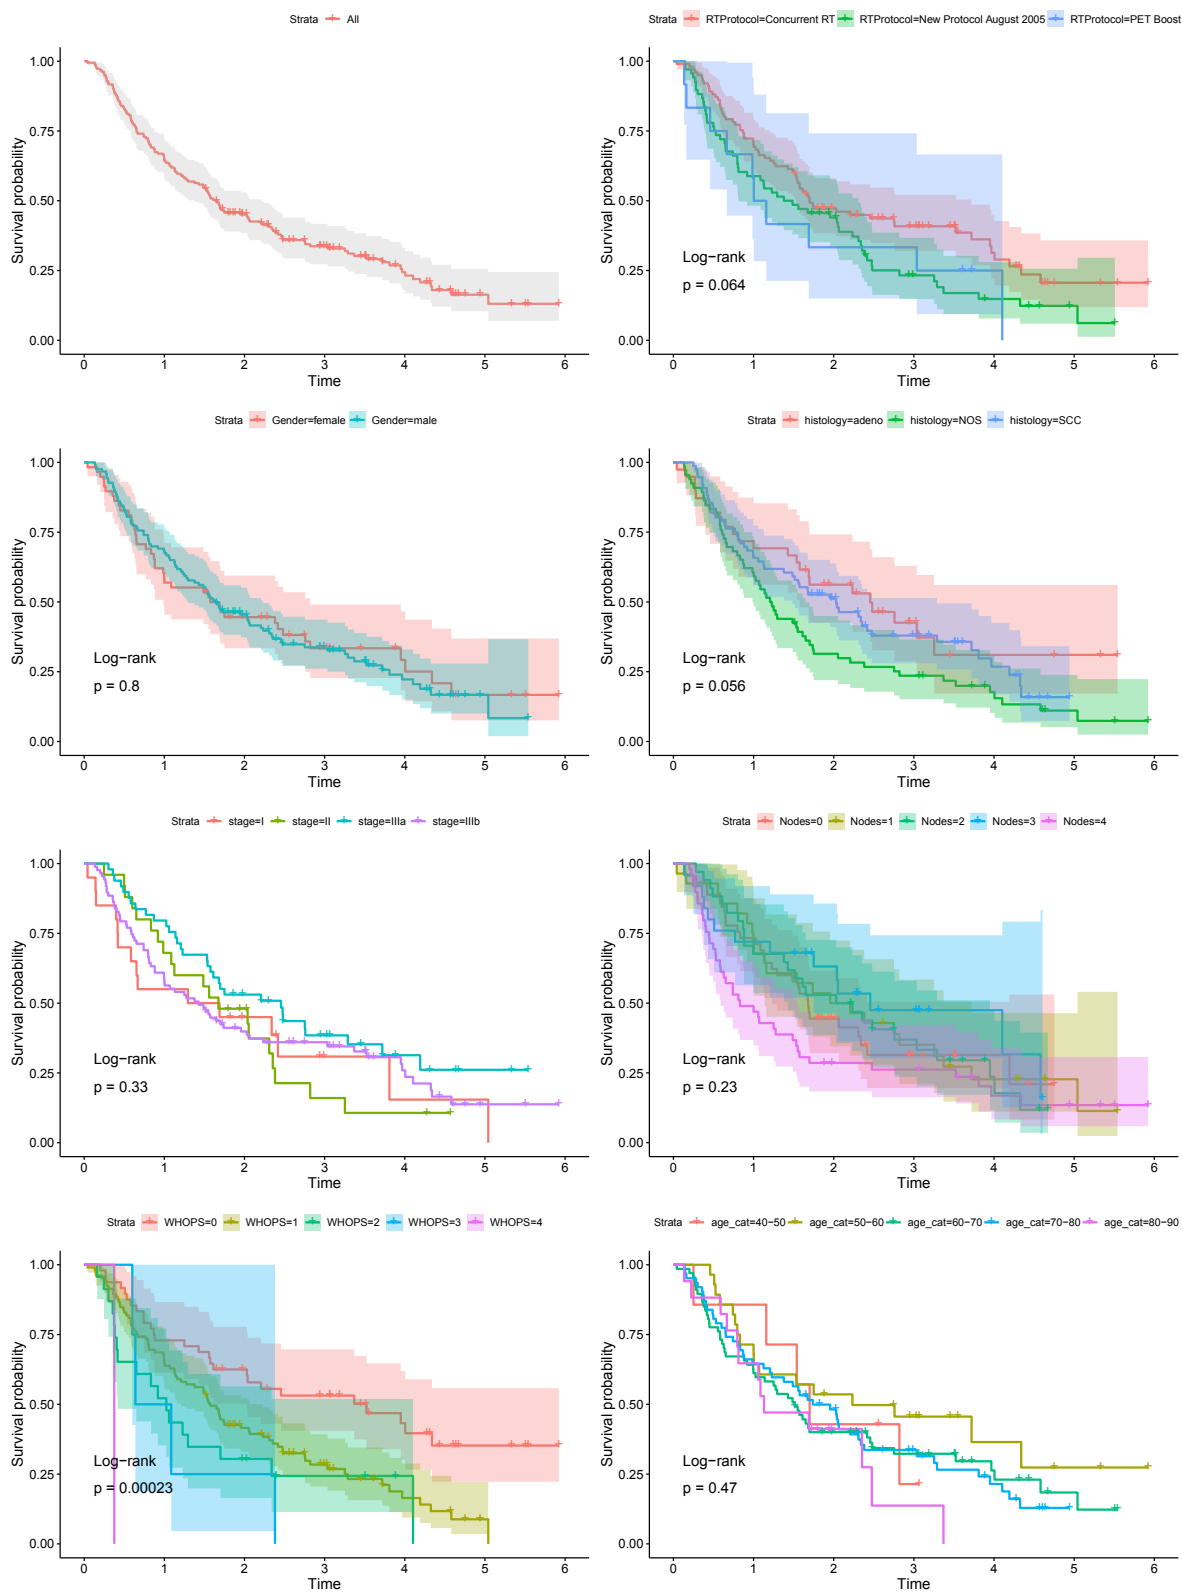 Strata All
Survival probability
1.00
0.75
0.50
0.25
0.00
0 1 2 3 4 5 6
Time
Strata RTProtocol=Concurrent RT RTProtocol=New Protocol August 2005 RTProtocol=PET Boost
Survival probability
1.00
0.75
0.50
0.25
0.00
Log−rank
p = 0.064
0 1 2 3 4 5 6
Time
Strata Gender=female Gender=male
Survival probability
1.00
0.75
0.50
0.25
0.00
Log−rank
p = 0.8
0 1 2 3 4 5 6
Time
Strata histology=adeno histology=NOS histology=SCC
Survival probability
1.00
0.75
0.50
0.25
0.00
Log−rank
p = 0.056
0 1 2 3 4 5 6
Time
Strata stage=I stage=II stage=IIIa stage=IIIb
Survival probability
1.00
0.75
0.50
0.25
0.00
Log−rank
p = 0.33
0 1 2 3 4 5 6
Time
Strata Nodes=0 Nodes=1 Nodes=2 Nodes=3 Nodes=4
Survival probability
1.00
0.75
0.50
0.25
0.00
Log−rank
p = 0.23
0 1 2 3 4 5 6
Time
Strata WHOPS=0 WHOPS=1 WHOPS=2 WHOPS=3 WHOPS=4
Survival probability
1.00
0.75
0.50
0.25
0.00
Log−rank
p = 0.00023
0 1 2 3 4 5 6
Time
Strata age_cat=40−50 age_cat=50−60 age_cat=60−70 age_cat=70−80 age_cat=80−90
Survival probability
1.00
0.75
0.50
0.25
0.00
Log−rank
p = 0.47
0 1 2 3 4 5 6
Time